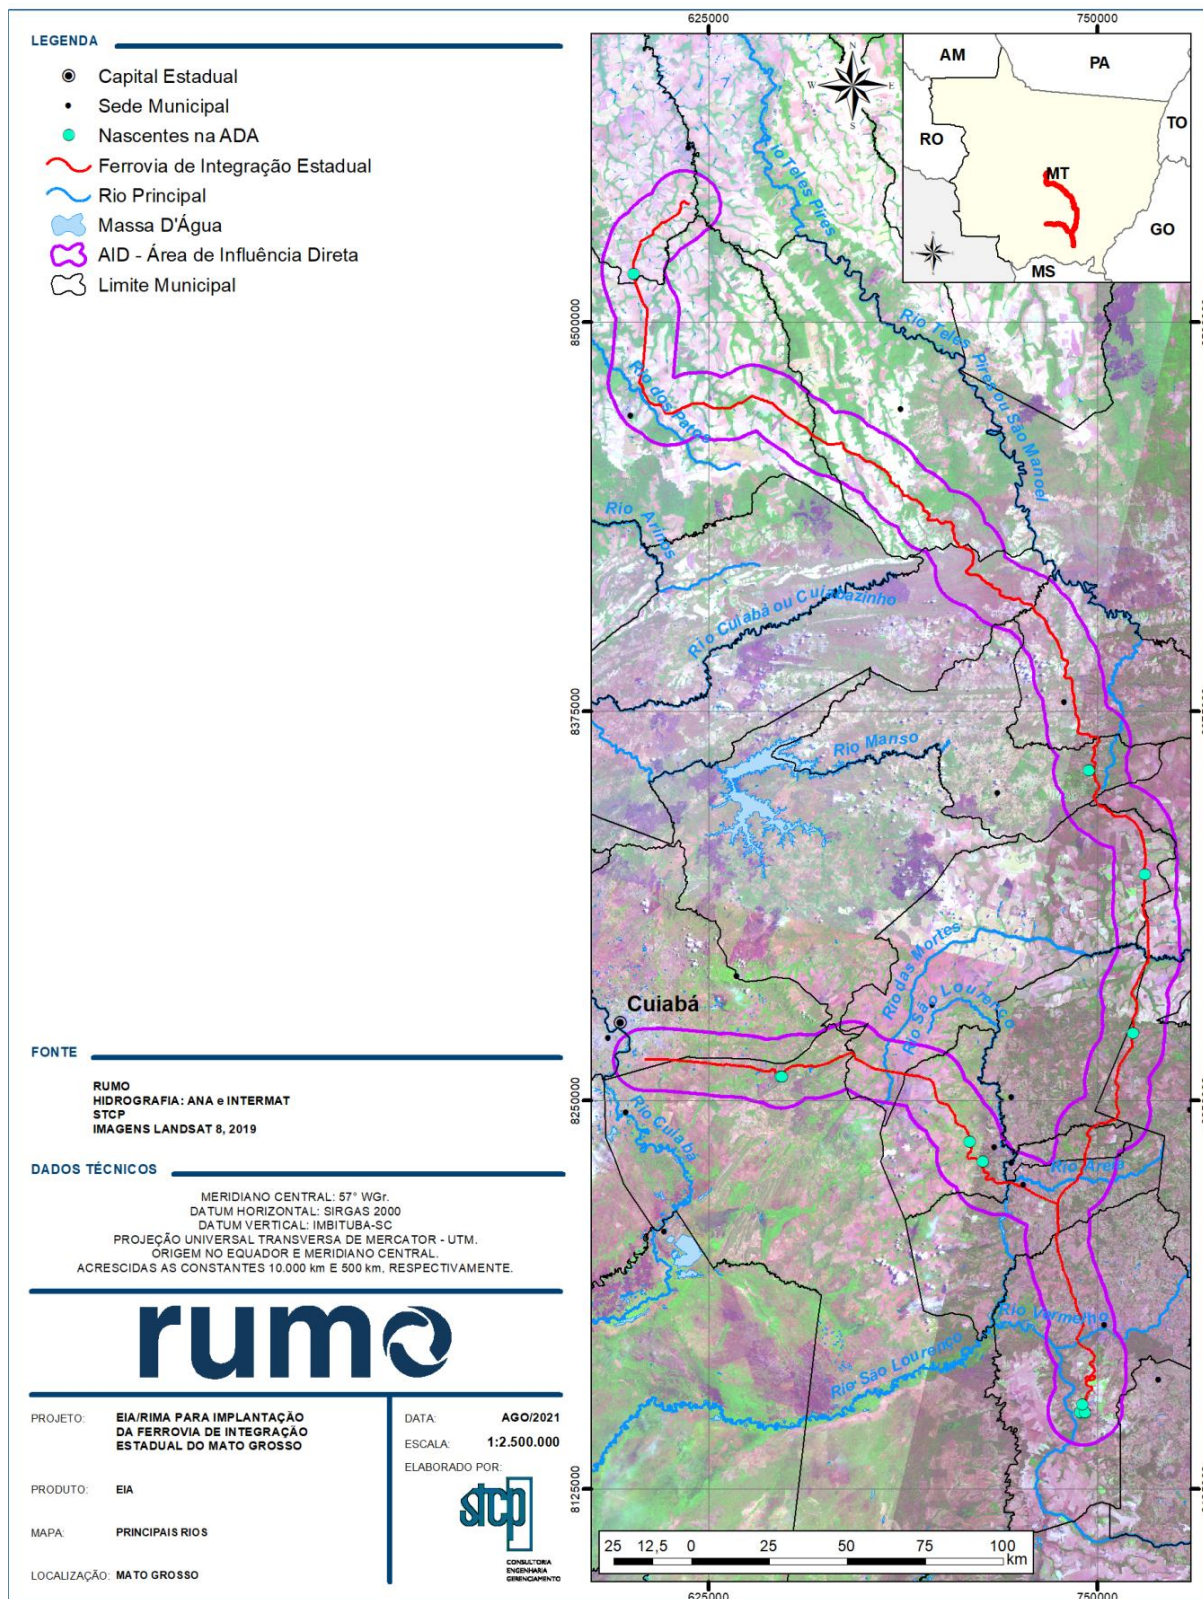 LEGENDA
Capital Estadual
Sede Municipal
Nascentes na ADA
Ferrovia de Integração Estadual
Rio Principal
Massa D'Água
AID - Área de Influência Direta
Limite Municipal
FONTE
RUMO
HIDROGRAFIA: ANA e INTERMAT
STCP
IMAGENS LANDSAT 8, 2019
DADOS TÉCNICOS
MERIDIANO CENTRAL: 57° WGr.
DATUM HORIZONTAL: SIRGAS 2000
DATUM VERTICAL: IMBITUBA-SC
PROJEÇÃO UNIVERSAL TRANSVERSA DE MERCATOR - UTM.
ORIGEM NO EQUADOR E MERIDIANO CENTRAL.
ACRESCIDAS AS CONSTANTES 10.000 km E 500 km, RESPECTIVAMENTE.
rumo
PROJETO: EIA/RIMA PARA IMPLANTAÇÃO
DA FERROVIA DE INTEGRAÇÃO
ESTADUAL DO MATO GROSSO
PRODUTO: EIA
MAPA: PRINCIPAIS RIOS
LOCALIZAÇÃO: MATO GROSSO
DATA: AGO/2021
ESCALA: 1:2.500.000
ELABORADO POR:
stcp
CONSULTORIA
ENGENHARIA
GERENCIAMENTO
625000
750000
N
W
E
S
AM
PA
RO
TO
MT
GO
MS
Rio Teles Pires
8500000
Rio Teles Pires ou São Manoel
Rio dos Patos
Rio Arinos
Rio Cuiabá ou Cuiabazinho
8375000
Rio Manso
Rio das Mortes
Rio São Lourenço
Cuiabá
8250000
Rio Cuiabá
Rio Areia
Rio Vermelho
Rio São Lourenço
8125000
25 12,5 0 25 50 75 100
km
625000
750000